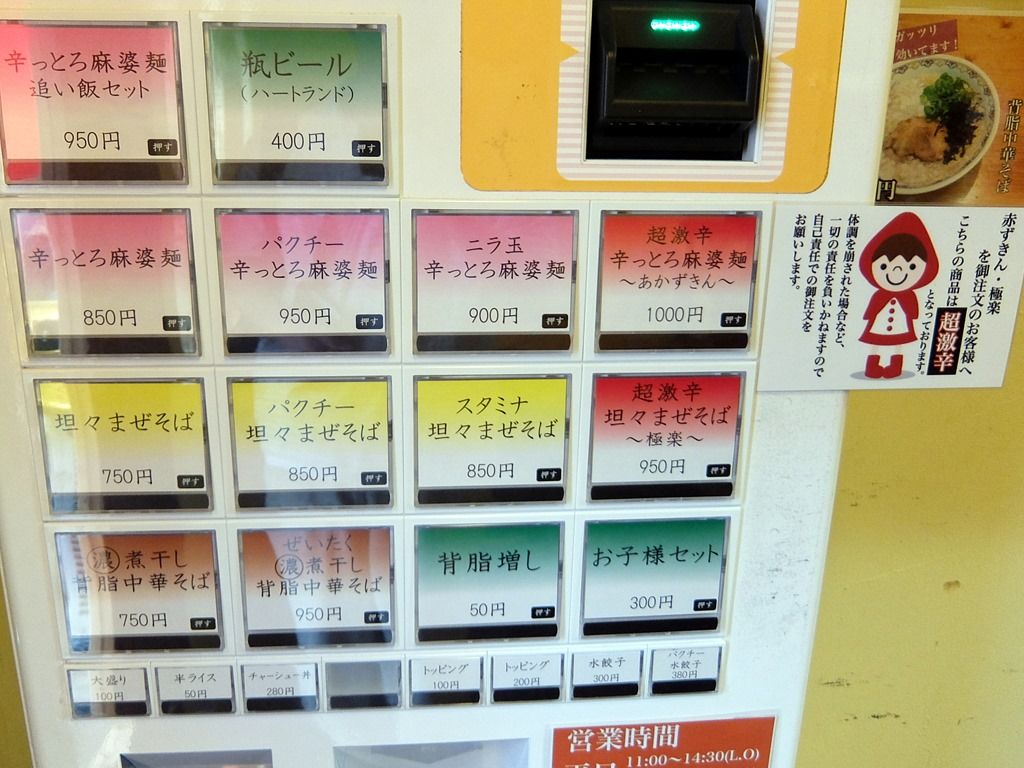 辛っとろ麻婆麺
追い飯セット
950円
押す
瓶ビール
(ハートランド)
400円
押す
ガッツリ
効いてます!
背脂中華そば
円
辛っとろ麻婆麺
850円
押す
パクチー
辛っとろ麻婆麺
950円
押す
ニラ玉
辛っとろ麻婆麺
900円
押す
超激辛
辛っとろ麻婆麺
~あかずきん~
1000円
押す
赤ずきん・極楽
を御注文のお客様へ
こちらの商品は超激辛
となっております。
体調を崩された場合など、
一切の責任を負いかねますので
自己責任での御注文を
お願いします。
坦々まぜそば
750円
押す
パクチー
坦々まぜそば
850円
押す
スタミナ
坦々まぜそば
850円
押す
超激辛
坦々まぜそば
~極楽~
950円
押す
濃煮干し
背脂中華そば
750円
押す
ぜいたく
濃煮干し
背脂中華そば
950円
押す
背脂増し
50円
押す
お子様セット
300円
押す
大盛り
100円
半ライス
50円
チャーシュー丼
280円
トッピング
100円
トッピング
200円
水餃子
300円
パクチー
水餃子
380円
営業時間
11:00~14:30(L.O)